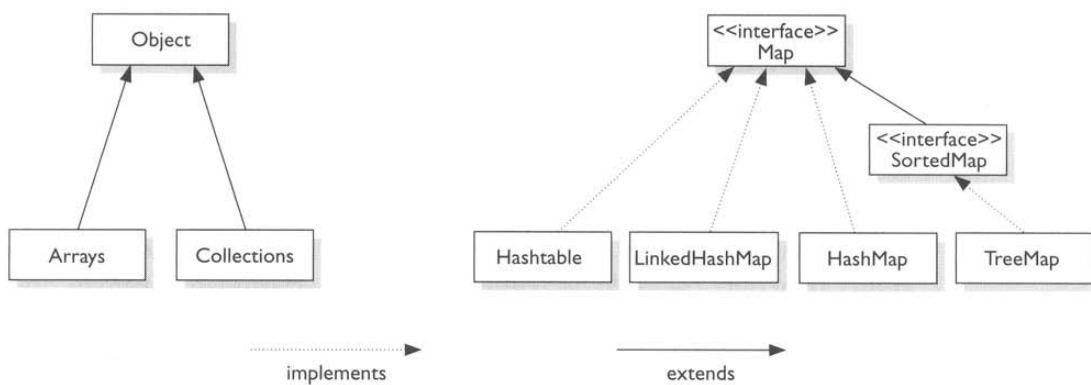 Object
<<interface>>
Map
<<interface>>
SortedMap
Arrays
Collections
Hashtable
LinkedHashMap
HashMap
TreeMap
implements
extends